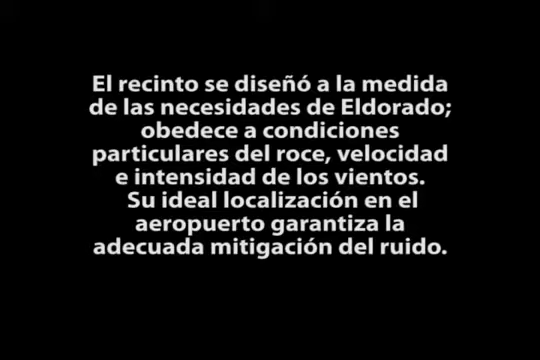 El recinto se diseñó a la medida
de las necesidades de Eldorado;
obedece a condiciones
particulares del roce, velocidad
e intensidad de los vientos.
Su ideal localización en el
aeropuerto garantiza la
adecuada mitigación del ruido.